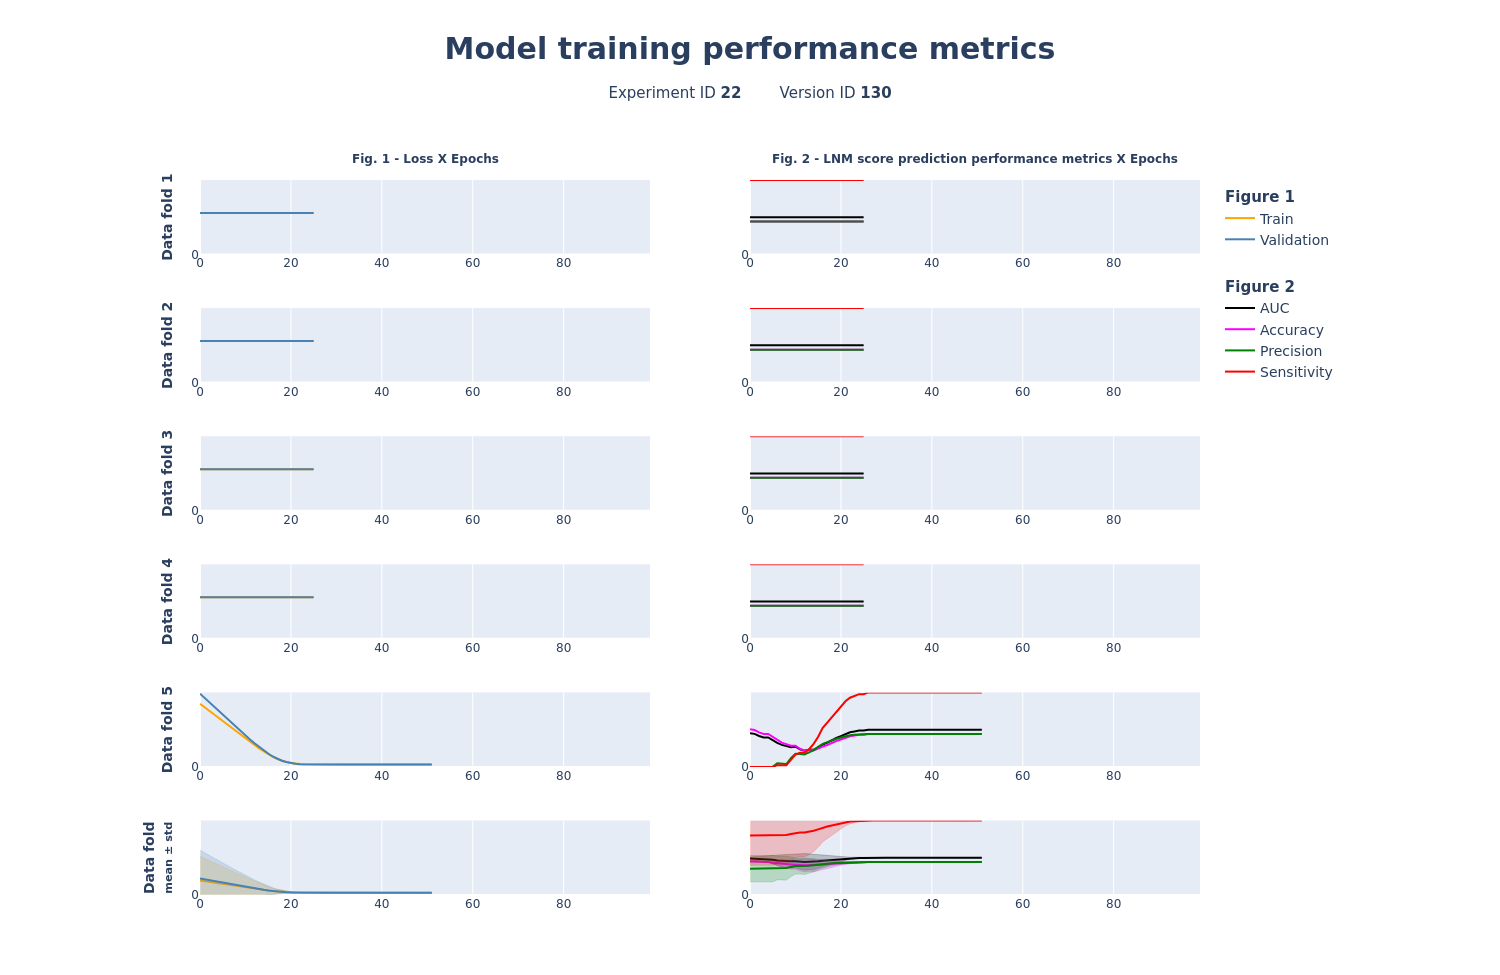 Model training performance metrics
Experiment ID 22 Version ID 130
Fig. 1 - Loss X Epochs
Fig. 2 - LNM score prediction performance metrics X Epochs
Data fold 1
0
0 20 40 60 80
0
0 20 40 60 80
Figure 1
Train
Validation
Figure 2
AUC
Accuracy
Precision
Sensitivity
Data fold 2
0
0 20 40 60 80
0
0 20 40 60 80
Data fold 3
0
0 20 40 60 80
0
0 20 40 60 80
Data fold 4
0
0 20 40 60 80
0
0 20 40 60 80
Data fold 5
0
0 20 40 60 80
0
0 20 40 60 80
Data fold
mean ± std
0
0 20 40 60 80
0
0 20 40 60 80